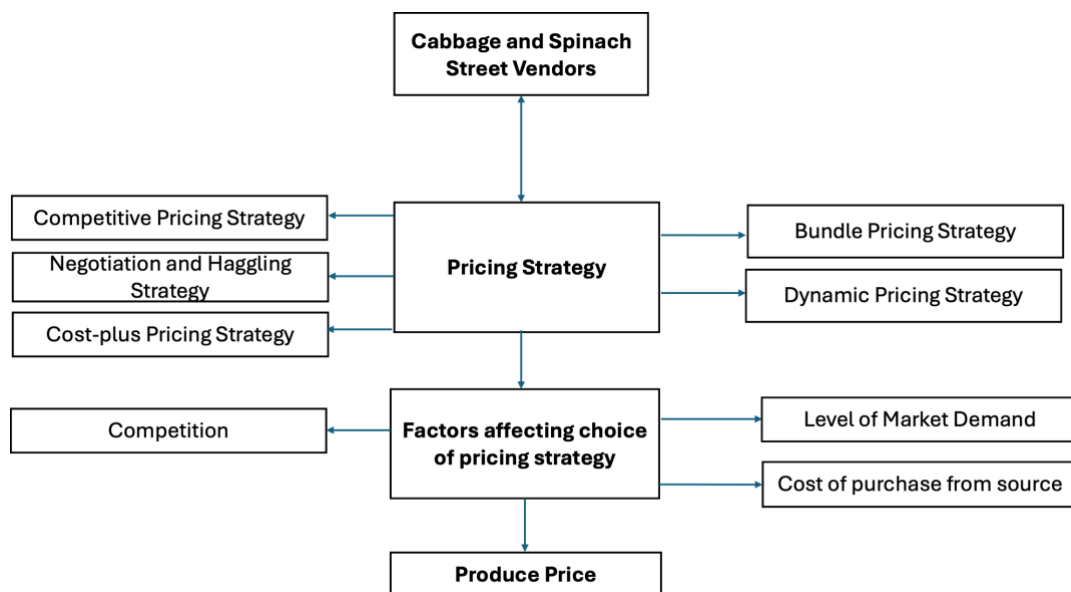 Cabbage and Spinach
Street Vendors
Competitive Pricing Strategy
Negotiation and Haggling
Strategy
Cost-plus Pricing Strategy
Pricing Strategy
Bundle Pricing Strategy
Dynamic Pricing Strategy
Competition
Factors affecting choice
of pricing strategy
Level of Market Demand
Cost of purchase from source
Produce Price